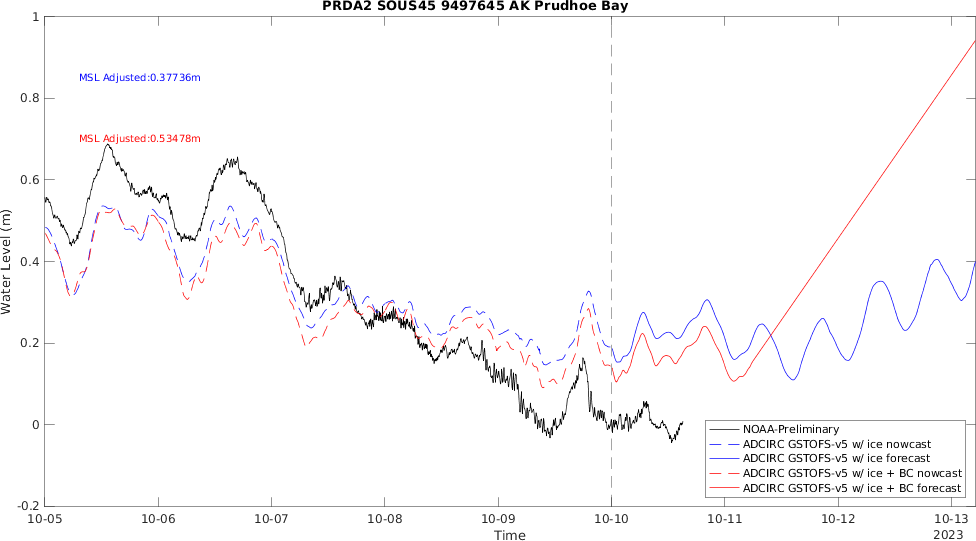 PRDA2 SOUS45 9497645 AK Prudhoe Bay
1
MSL Adjusted:0.37736m
0.8
MSL Adjusted:0.53478m
0.6
0.4
0.2
0
-0.2
Water Level (m)
NOAA-Preliminary
ADCIRC GSTOFS-v5 w/ ice nowcast
ADCIRC GSTOFS-v5 w/ ice forecast
ADCIRC GSTOFS-v5 w/ ice + BC nowcast
ADCIRC GSTOFS-v5 w/ ice + BC forecast
10-05 10-06 10-07 10-08 10-09 10-10 10-11 10-12 10-13
Time
2023